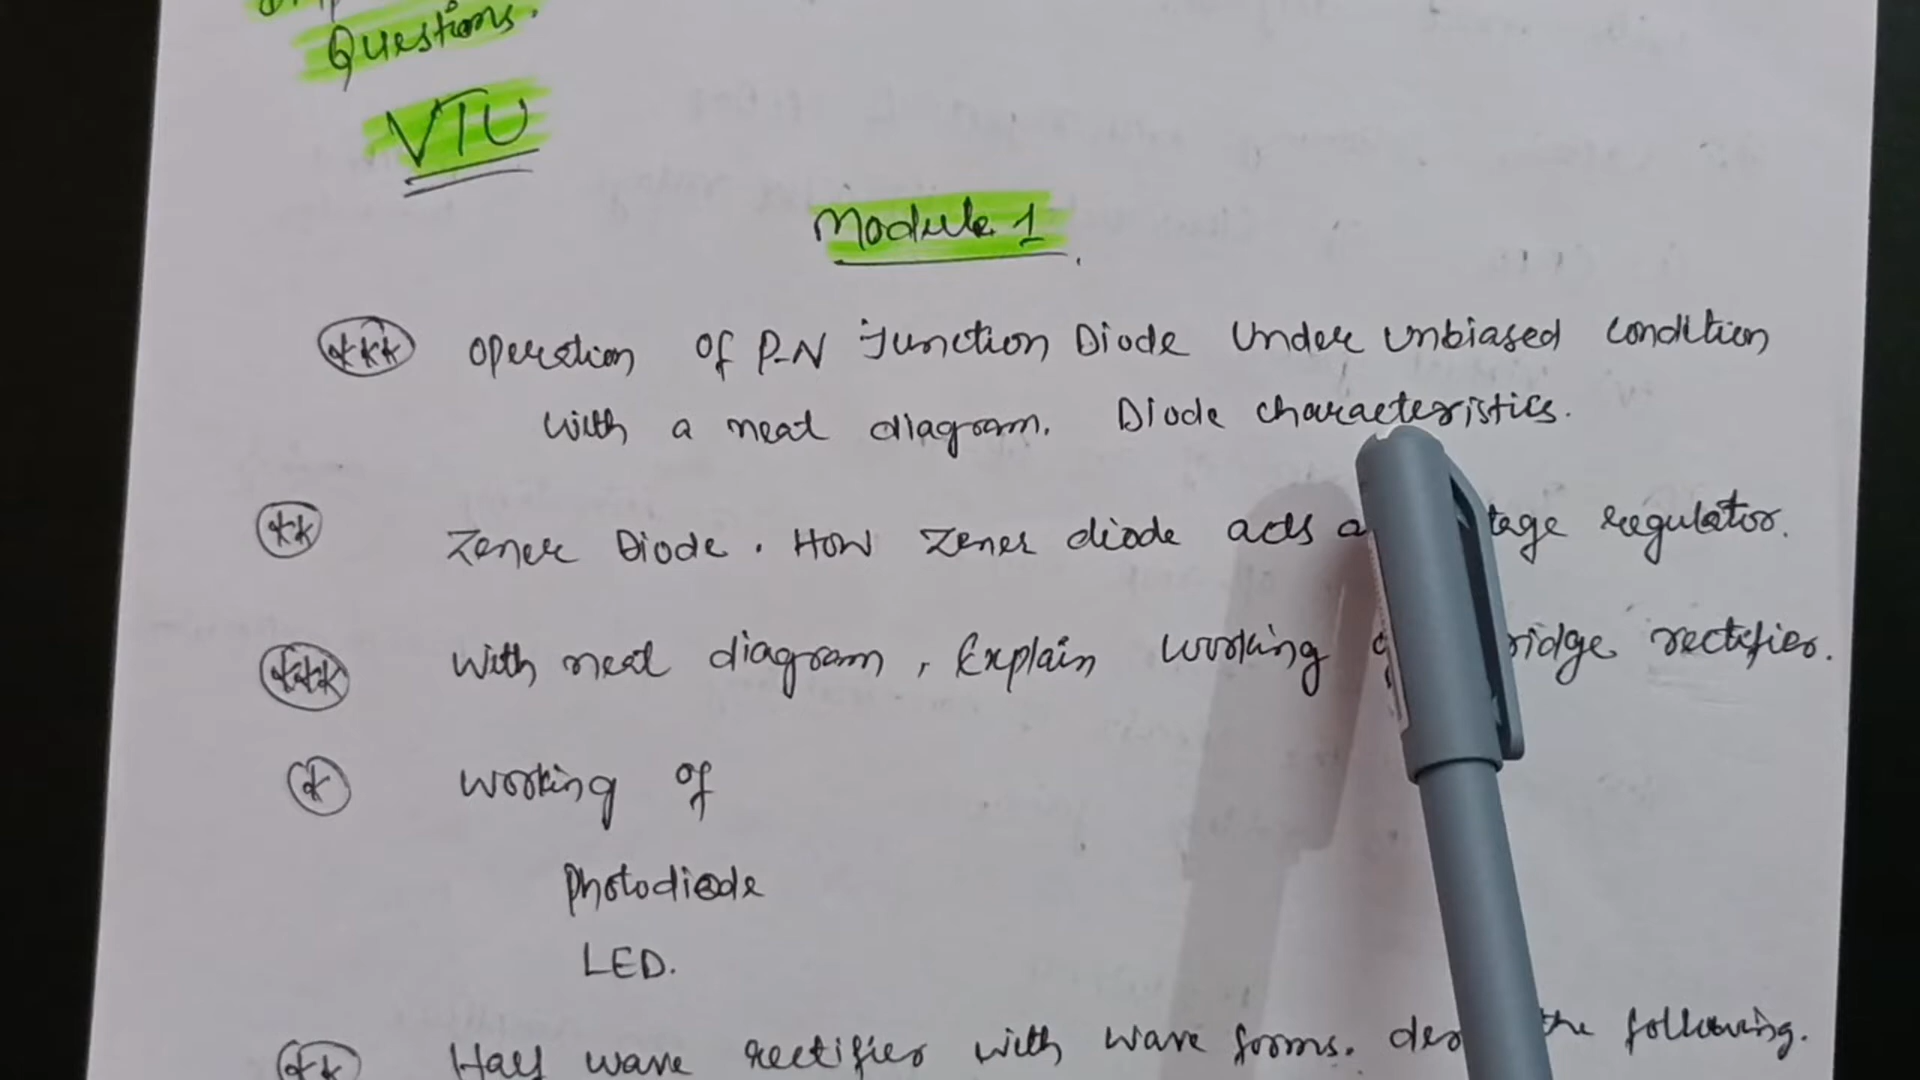 Questions.
VTU
Module 1
*** Operation of P-N Junction Diode Under Unbiased condition
with a neat diagram. Diode characteristics.
** Zener Diode. How Zener diode acts regulator.
*** With neat diagram, Explain working rectifier.
* Working of
Photodiode
LED.
** Half wave rectifier with wave forms. the following.